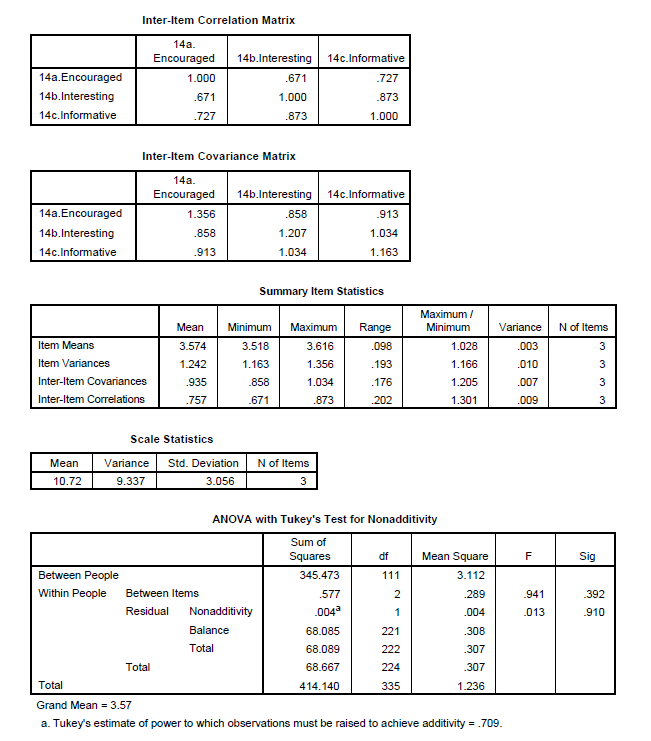 Inter-Item Correlation Matrix
14a. Encouraged 14b.Interesting 14c.Informative
14a.Encouraged 1.000 .671 .727
14b.Interesting .671 1.000 .873
14c.Informative .727 .873 1.000
Inter-Item Covariance Matrix
14a. Encouraged 14b.Interesting 14c.Informative
14a.Encouraged 1.356 .858 .913
14b.Interesting .858 1.207 1.034
14c.Informative .913 1.034 1.163
Summary Item Statistics
Mean Minimum Maximum Range Maximum / Minimum Variance N of Items
Item Means 3.574 3.518 3.616 .098 1.028 .003 3
Item Variances 1.242 1.163 1.356 .193 1.166 .010 3
Inter-Item Covariances .935 .858 1.034 .176 1.205 .007 3
Inter-Item Correlations .757 .671 .873 .202 1.301 .009 3
Scale Statistics
Mean Variance Std. Deviation N of Items
10.72 9.337 3.056 3
ANOVA with Tukey's Test for Nonadditivity
Sum of Squares df Mean Square F Sig
Between People 345.473 111 3.112
Within People Between Items .577 2 .289 .941 .392
Residual Nonadditivity .004a 1 .004 .013 .910
Balance 68.085 221 .308
Total 68.089 222 .307
Total 68.667 224 .307
Total 414.140 335 1.236
Grand Mean = 3.57
a. Tukey's estimate of power to which observations must be raised to achieve additivity = .709.